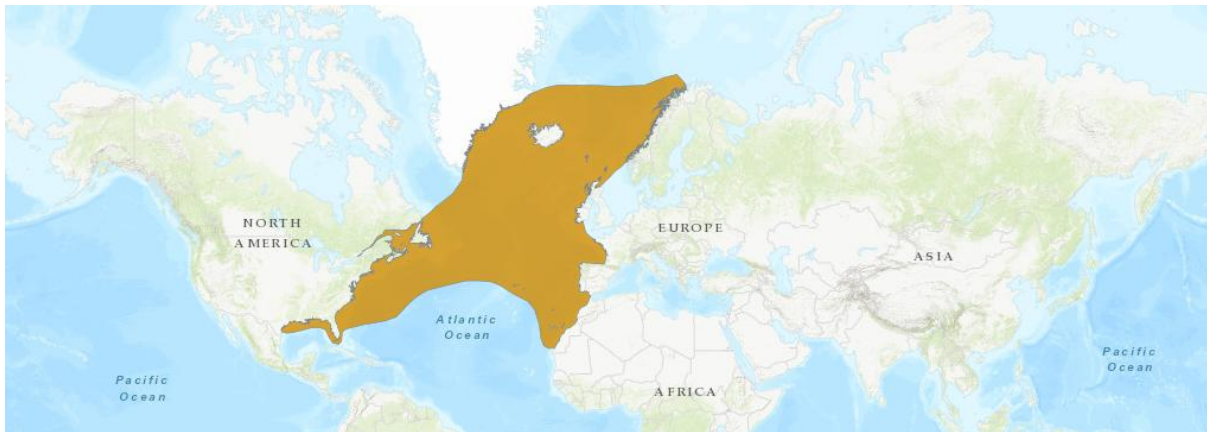 NORTH
AMERICA
EUROPE
ASIA
Atlantic
Ocean
Pacific
Ocean
Pacific
Ocean
AFRICA